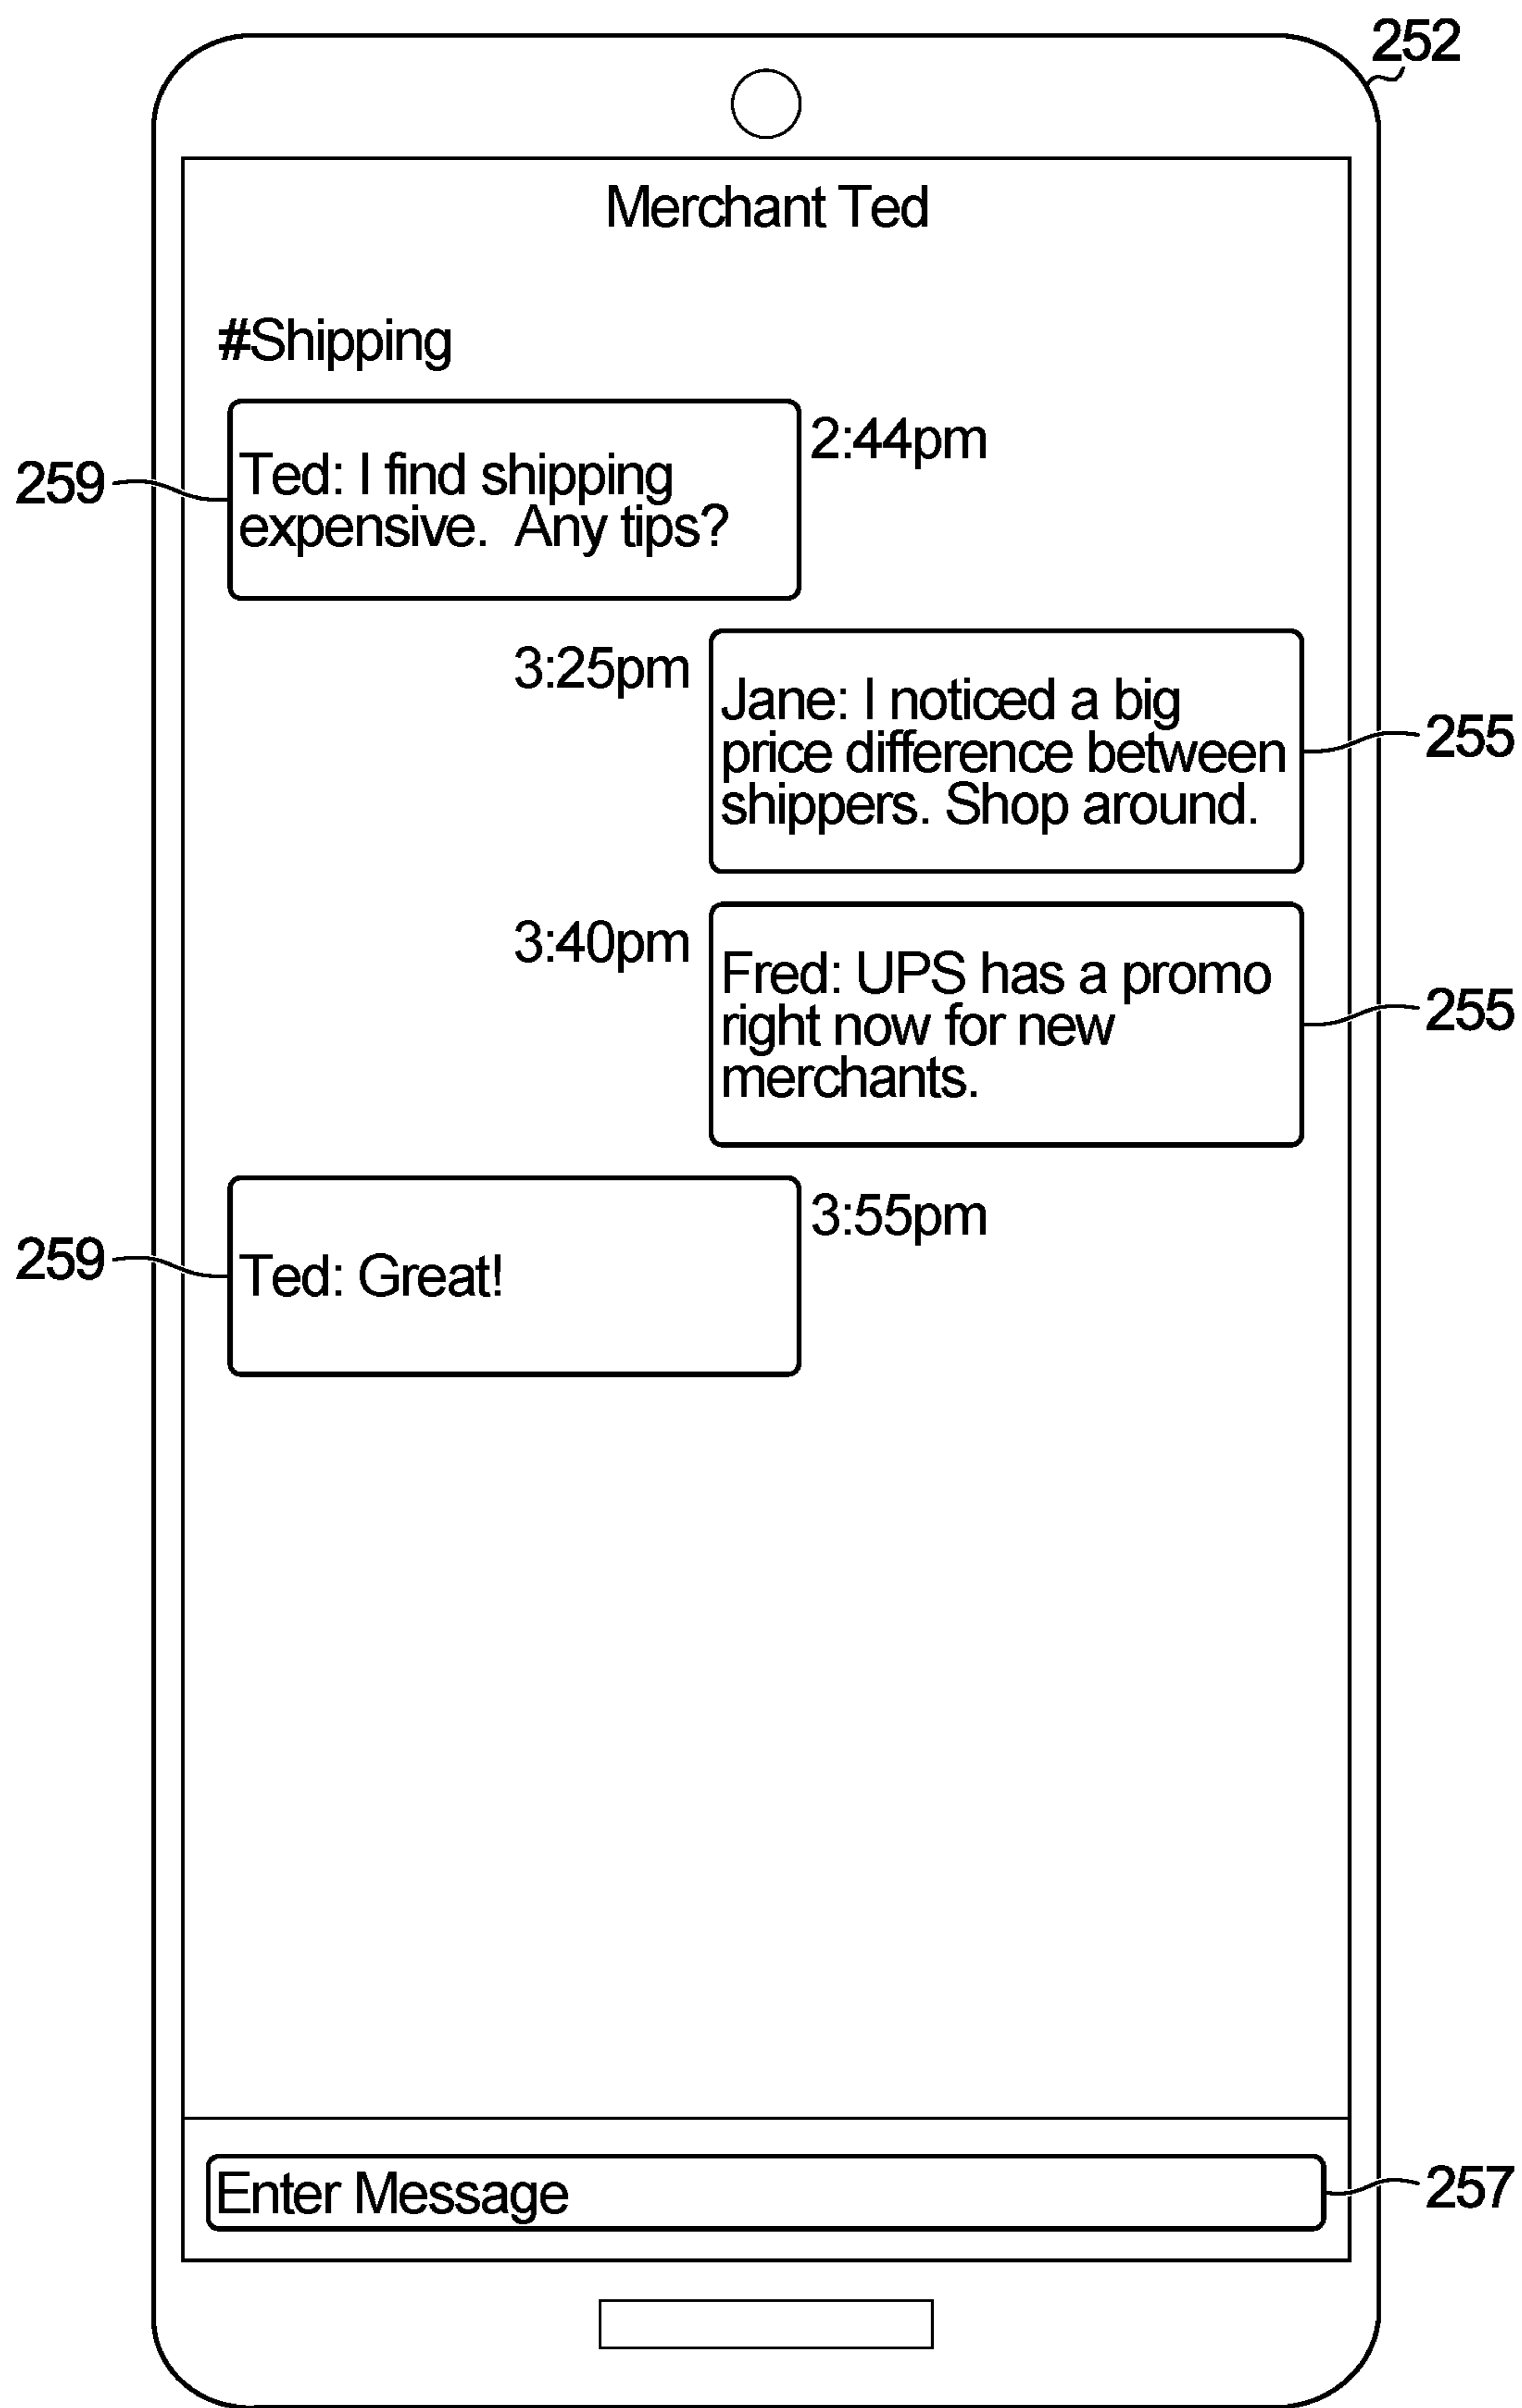 252
Merchant Ted
#Shipping
2:44pm
259
Ted: I find shipping
expensive.  Any tips?
3:25pm
Jane: I noticed a big
price difference between
shippers. Shop around.
255
3:40pm
Fred: UPS has a promo
right now for new
merchants.
255
3:55pm
259
Ted: Great!
Enter Message
257